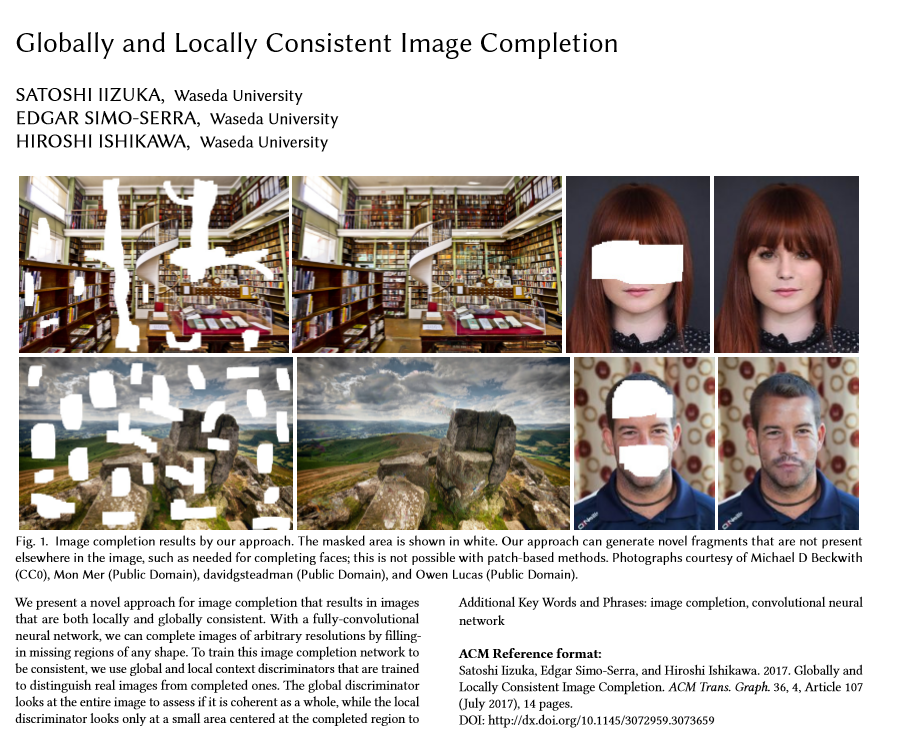 Globally and Locally Consistent Image Completion
SATOSHI IIZUKA, Waseda University
EDGAR SIMO-SERRA, Waseda University
HIROSHI ISHIKAWA, Waseda University
Fig. 1. Image completion results by our approach. The masked area is shown in white. Our approach can generate novel fragments that are not present
elsewhere in the image, such as needed for completing faces; this is not possible with patch-based methods. Photographs courtesy of Michael D Beckwith
(CC0), Mon Mer (Public Domain), davidgsteadman (Public Domain), and Owen Lucas (Public Domain).
We present a novel approach for image completion that results in images
that are both locally and globally consistent. With a fully-convolutional
neural network, we can complete images of arbitrary resolutions by filling-
in missing regions of any shape. To train this image completion network to
be consistent, we use global and local context discriminators that are trained
to distinguish real images from completed ones. The global discriminator
looks at the entire image to assess if it is coherent as a whole, while the local
discriminator looks only at a small area centered at the completed region to
Additional Key Words and Phrases: image completion, convolutional neural
network
ACM Reference format:
Satoshi Iizuka, Edgar Simo-Serra, and Hiroshi Ishikawa. 2017. Globally and
Locally Consistent Image Completion. ACM Trans. Graph. 36, 4, Article 107
(July 2017), 14 pages.
DOI: http://dx.doi.org/10.1145/3072959.3073659